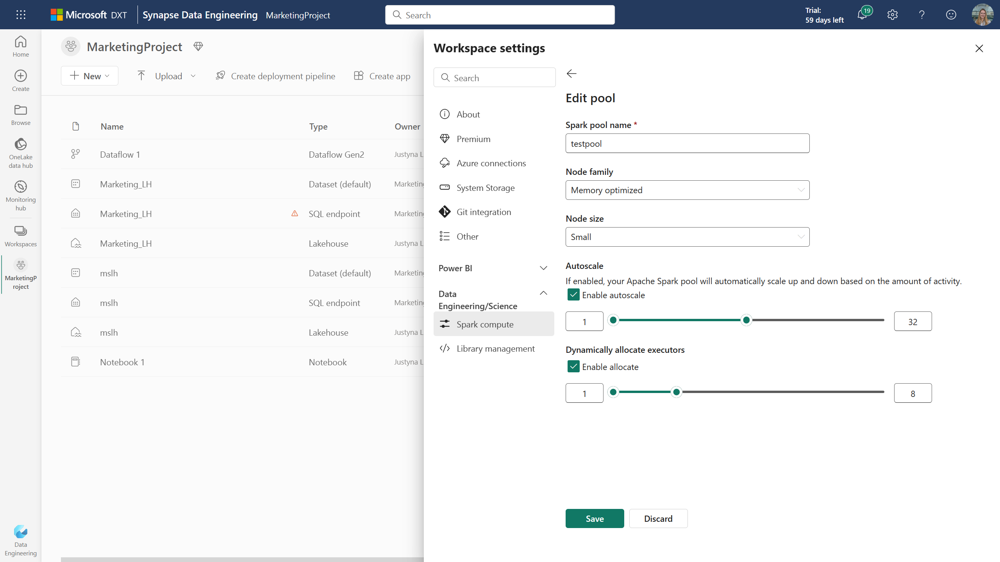 Microsoft DXT
Synapse Data Engineering MarketingProject
Search
Trial:
59 days left
19
Home
Create
Browse
OneLake
data hub
Monitoring
hub
Workspaces
MarketingP
roject
Data
Engineering
MarketingProject
New
Upload
Create deployment pipeline
Create app
Name Type Owner
Dataflow 1 Dataflow Gen2 Justyna L
Marketing_LH Dataset (default) Marketing
Marketing_LH SQL endpoint Marketing
Marketing_LH Lakehouse Justyna L
mslh Dataset (default) Marketing
mslh SQL endpoint Marketing
mslh Lakehouse Justyna L
Notebook 1 Notebook Justyna L
Workspace settings
Search
About
Premium
Azure connections
System Storage
Git integration
Other
Power BI
Data
Engineering/Science
Spark compute
Library management
Edit pool
Spark pool name *
testpool
Node family
Memory optimized
Node size
Small
Autoscale
If enabled, your Apache Spark pool will automatically scale up and down based on the amount of activity.
Enable autoscale
1 32
Dynamically allocate executors
Enable allocate
1 8
Save Discard